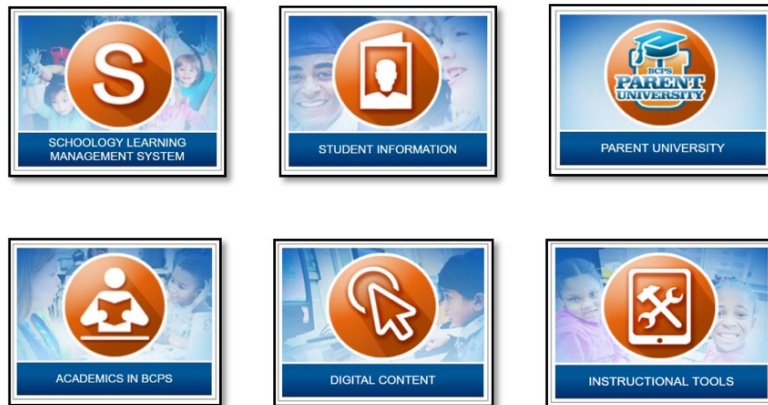 S
SCHOOLOGY LEARNING
MANAGEMENT SYSTEM
STUDENT INFORMATION
BCPS
PARENT
UNIVERSITY
PARENT UNIVERSITY
ACADEMICS IN BCPS
DIGITAL CONTENT
INSTRUCTIONAL TOOLS